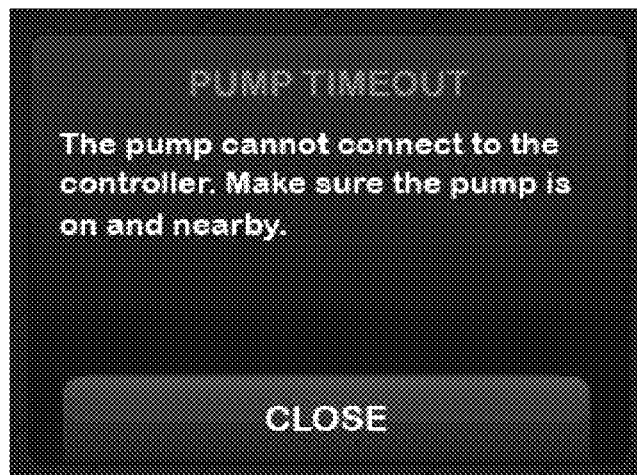 PUMP TIMEOUT
The pump cannot connect to the
controller. Make sure the pump is
on and nearby.
CLOSE